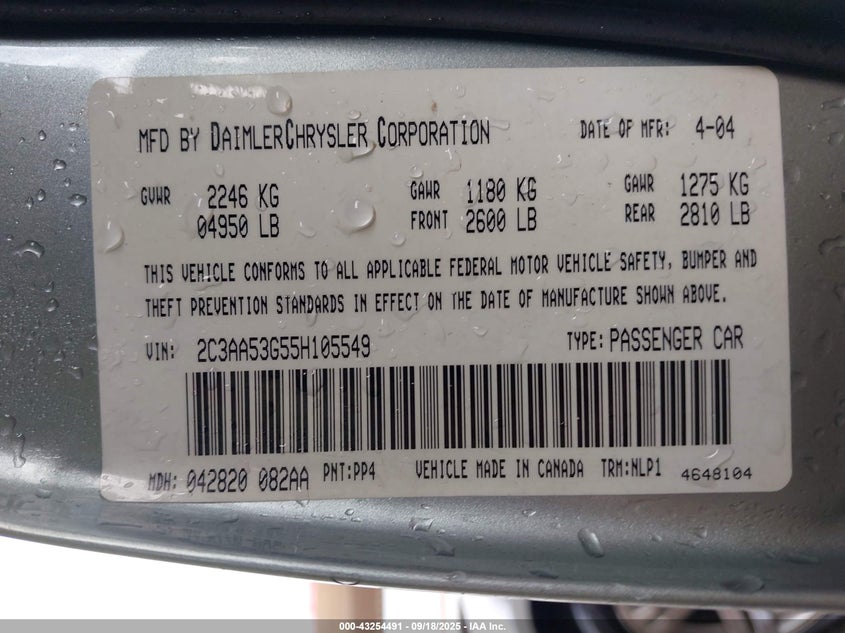 MFD BY DAIMLERCHRYSLER CORPORATION DATE OF MFR: 4-04
GVWR 2246 KG GAWR 1180 KG GAWR 1275 KG
04950 LB FRONT 2600 LB REAR 2810 LB
THIS VEHICLE CONFORMS TO ALL APPLICABLE FEDERAL MOTOR VEHICLE SAFETY, BUMPER AND
THEFT PREVENTION STANDARDS IN EFFECT ON THE DATE OF MANUFACTURE SHOWN ABOVE.
VIN: 2C3AA53G55H105549 TYPE: PASSENGER CAR
MDH: 042820 082AA PNT:PP4 VEHICLE MADE IN CANADA TRM:NLP1 4648104
000-43254491 - 09/18/2025 - IAA Inc.